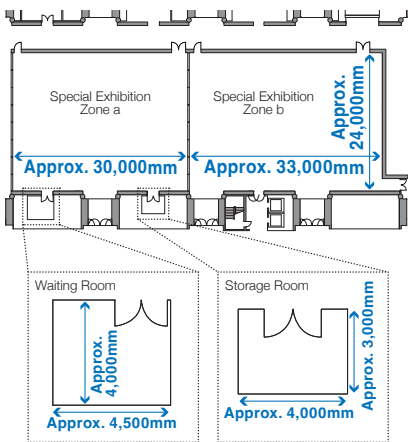 Special Exhibition
Zone a
Special Exhibition
Zone b
Approx.
24,000mm
Approx. 30,000mm
Approx. 33,000mm
Waiting Room
Approx.
4,000mm
Approx. 4,500mm
Storage Room
Approx. 3,000mm
Approx. 4,000mm